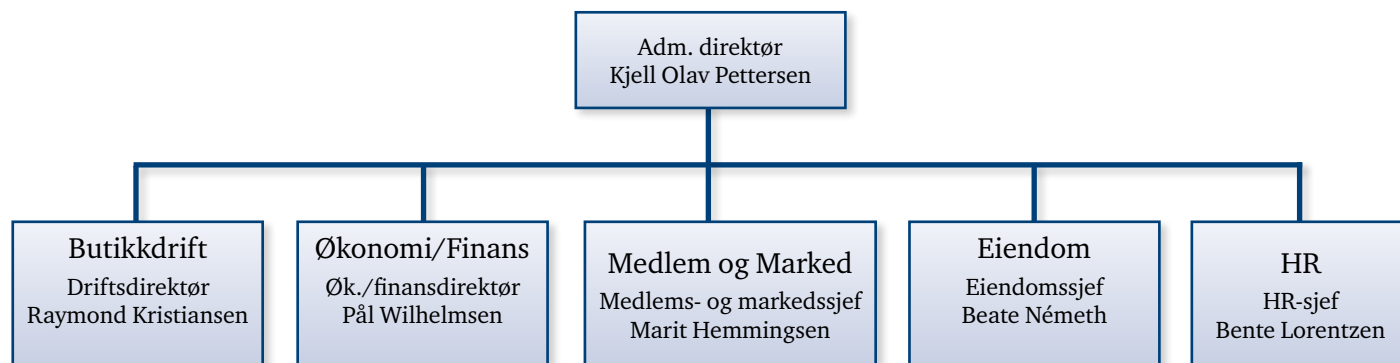 Adm. direktør
Kjell Olav Pettersen
Butikkdrift
Driftsdirektør
Raymond Kristiansen
Økonomi/Finans
Øk./finansdirektør
Pål Wilhelmsen
Medlem og Marked
Medlems- og markedssjef
Marit Hemmingsen
Eiendom
Eiendomssjef
Beate Németh
HR
HR-sjef
Bente Lorentzen